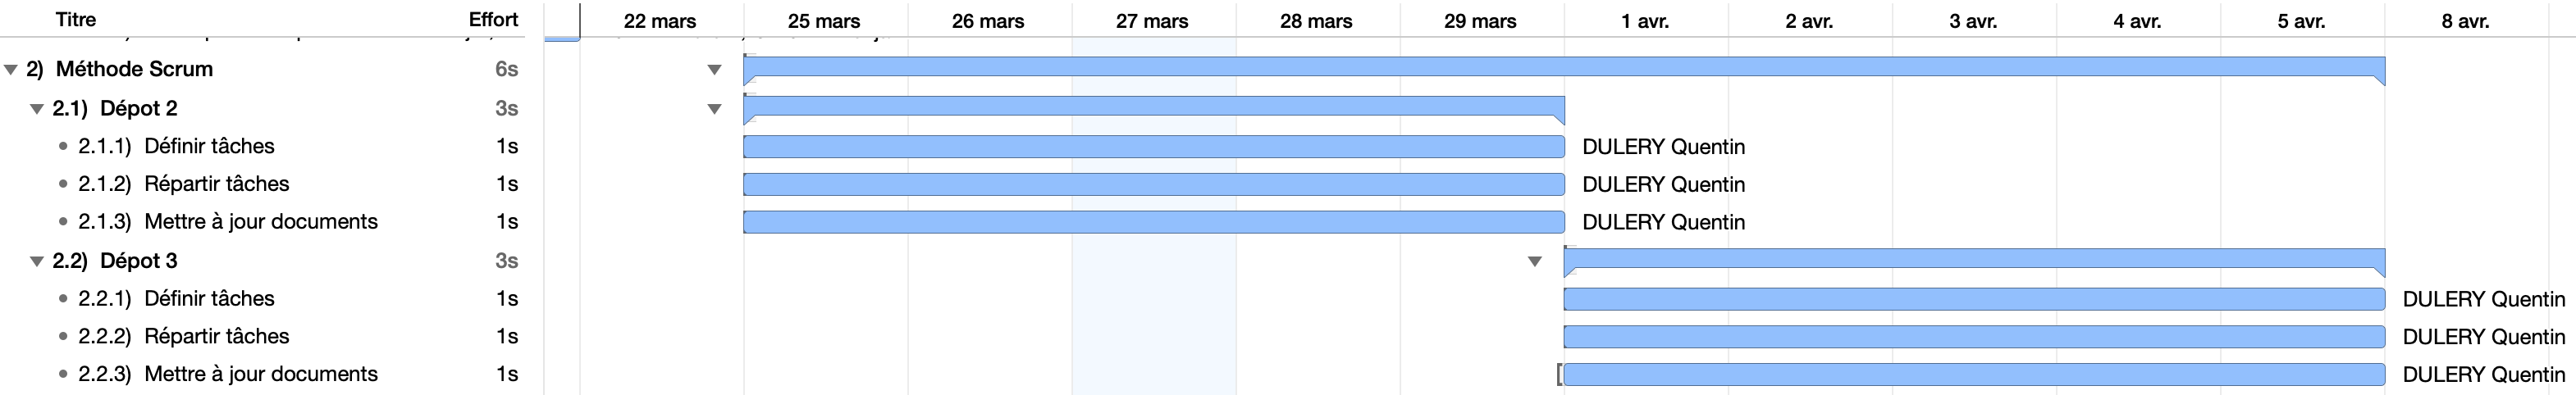 Titre Effort 22 mars 25 mars 26 mars 27 mars 28 mars 29 mars 1 avr. 2 avr. 3 avr. 4 avr. 5 avr. 8 avr.
2) Méthode Scrum 6s
2.1) Dépot 2 3s
2.1.1) Définir tâches 1s DULERY Quentin
2.1.2) Répartir tâches 1s DULERY Quentin
2.1.3) Mettre à jour documents 1s DULERY Quentin
2.2) Dépot 3 3s
2.2.1) Définir tâches 1s DULERY Quentin
2.2.2) Répartir tâches 1s DULERY Quentin
2.2.3) Mettre à jour documents 1s DULERY Quentin